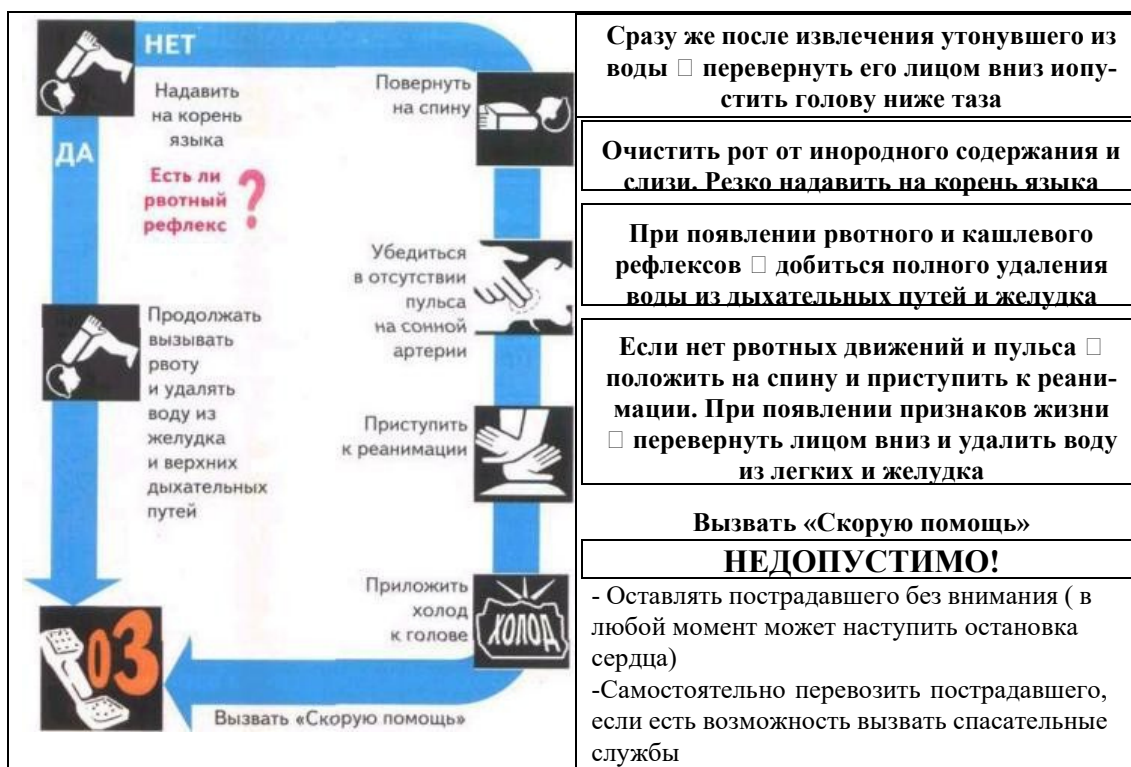 НЕТ
Надавить
на корень
языка
ДА
Есть ли
рвотный
рефлекс ?
Продолжать
вызывать
рвоту
и удалять
воду из
желудка
и верхних
дыхательных
путей
Повернуть
на спину
Убедиться
в отсутствии
пульса
на сонной
артерии
Приступить
к реанимации
Приложить
холод
к голове
ХОЛОД
03
Вызвать «Скорую помощь»
Сразу же после извлечения утонувшего из
воды □ перевернуть его лицом вниз иопу-
стить голову ниже таза
Очистить рот от инородного содержания и
слизи. Резко надавить на корень языка
При появлении рвотного и кашлевого
рефлексов □ добиться полного удаления
воды из дыхательных путей и желудка
Если нет рвотных движений и пульса □
положить на спину и приступить к реани-
мации. При появлении признаков жизни
□ перевернуть лицом вниз и удалить воду
из легких и желудка
Вызвать «Скорую помощь»
НЕДОПУСТИМО!
- Оставлять пострадавшего без внимания ( в
любой момент может наступить остановка
сердца)
-Самостоятельно перевозить пострадавшего,
если есть возможность вызвать спасательные
службы